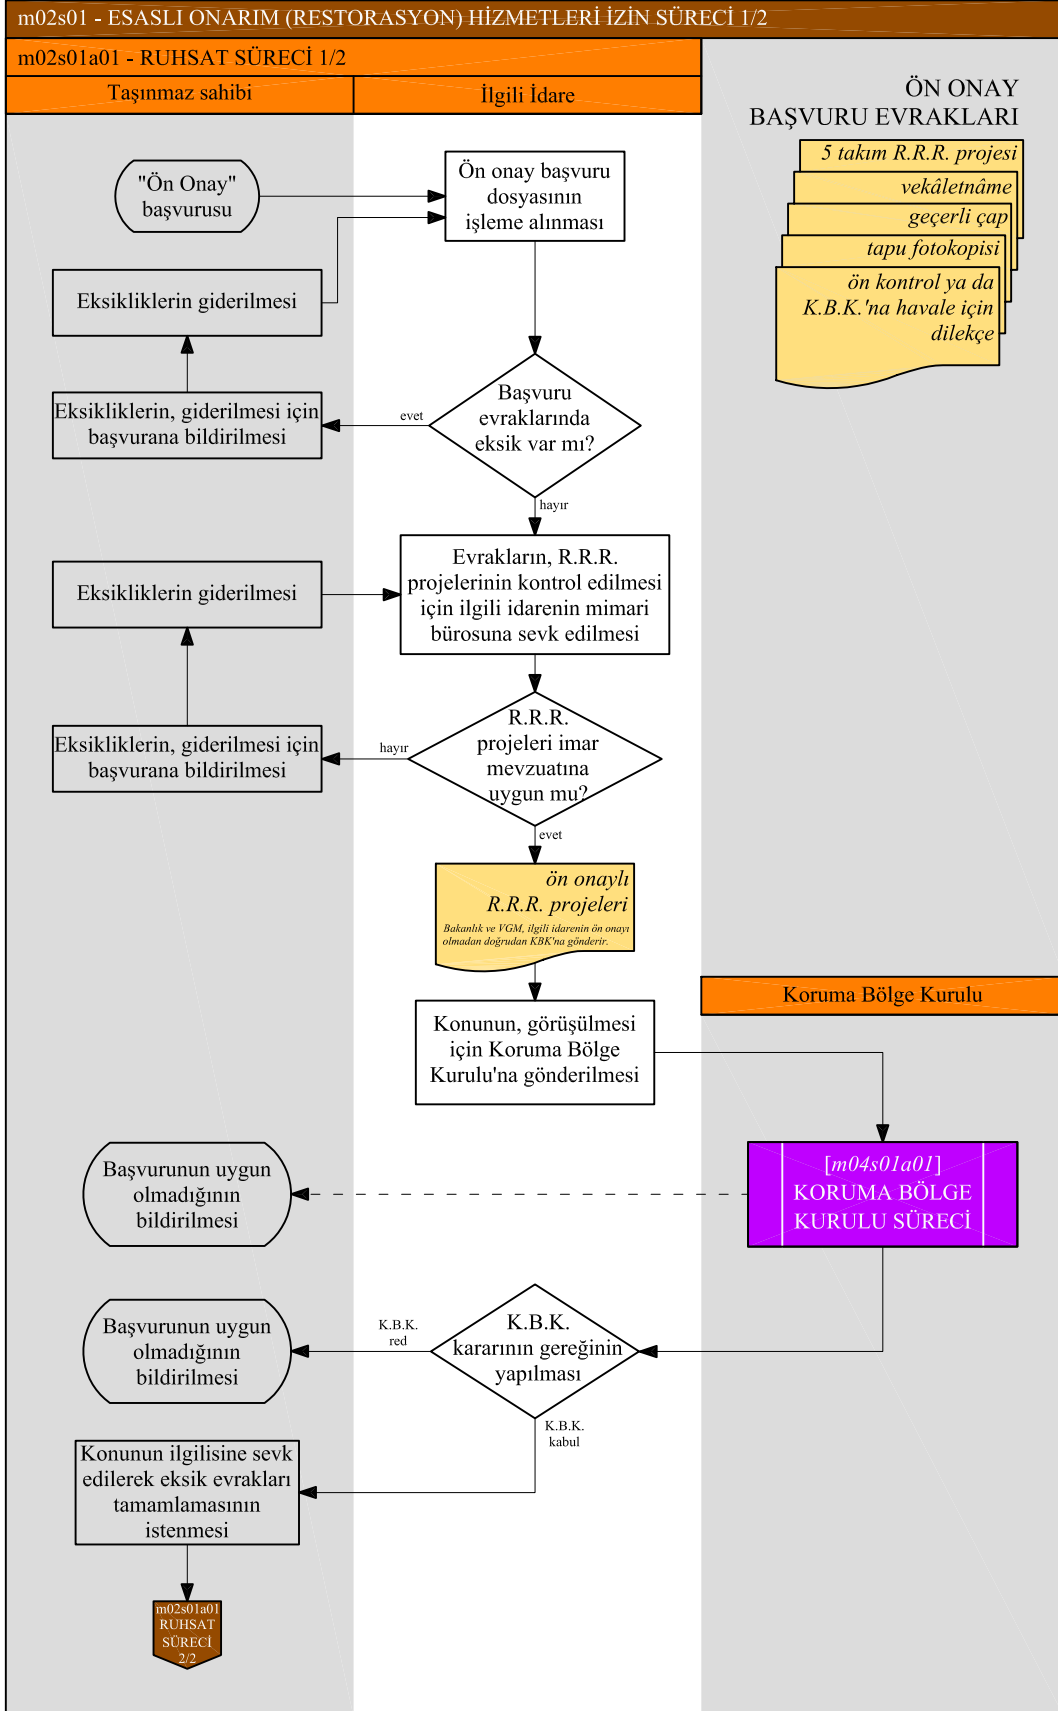 m02s01 - ESASLI ONARIM (RESTORASYON) HİZMETLERİ İZİN SÜRECİ 1/2
m02s01a01 - RUHSAT SÜRECİ 1/2
Taşınmaz sahibi
İlgili İdare
ÖN ONAY
BAŞVURU EVRAKLARI
5 takım R.R.R. projesi
vekâletnâme
geçerli çap
tapu fotokopisi
ön kontrol ya da
K.B.K.'na havale için
dilekçe
"Ön Onay"
başvurusu
Ön onay başvuru
dosyasının
işleme alınması
Eksikliklerin giderilmesi
Başvuru
evraklarında
eksik var mı?
evet
Eksikliklerin, giderilmesi için
başvurana bildirilmesi
hayır
Evrakların, R.R.R.
projelerinin kontrol edilmesi
için ilgili idarenin mimari
bürosuna sevk edilmesi
Eksikliklerin giderilmesi
R.R.R.
projeleri imar
mevzuatına
uygun mu?
hayır
Eksikliklerin, giderilmesi için
başvurana bildirilmesi
evet
ön onaylı
R.R.R. projeleri
Bakanlık ve VGM, ilgili idarenin ön onayı
olmadan doğrudan KBK'na gönderir.
Koruma Bölge Kurulu
Konunun, görüşülmesi
için Koruma Bölge
Kurulu'na gönderilmesi
[m04s01a01]
KORUMA BÖLGE
KURULU SÜRECİ
Başvurunun uygun
olmadığının
bildirilmesi
K.B.K.
kararının gereğinin
yapılması
K.B.K.
red
Başvurunun uygun
olmadığının
bildirilmesi
K.B.K.
kabul
Konunun ilgilisine sevk
edilerek eksik evrakları
tamamlamasının
istenmesi
m02s01a01
RUHSAT
SÜRECİ
2/2